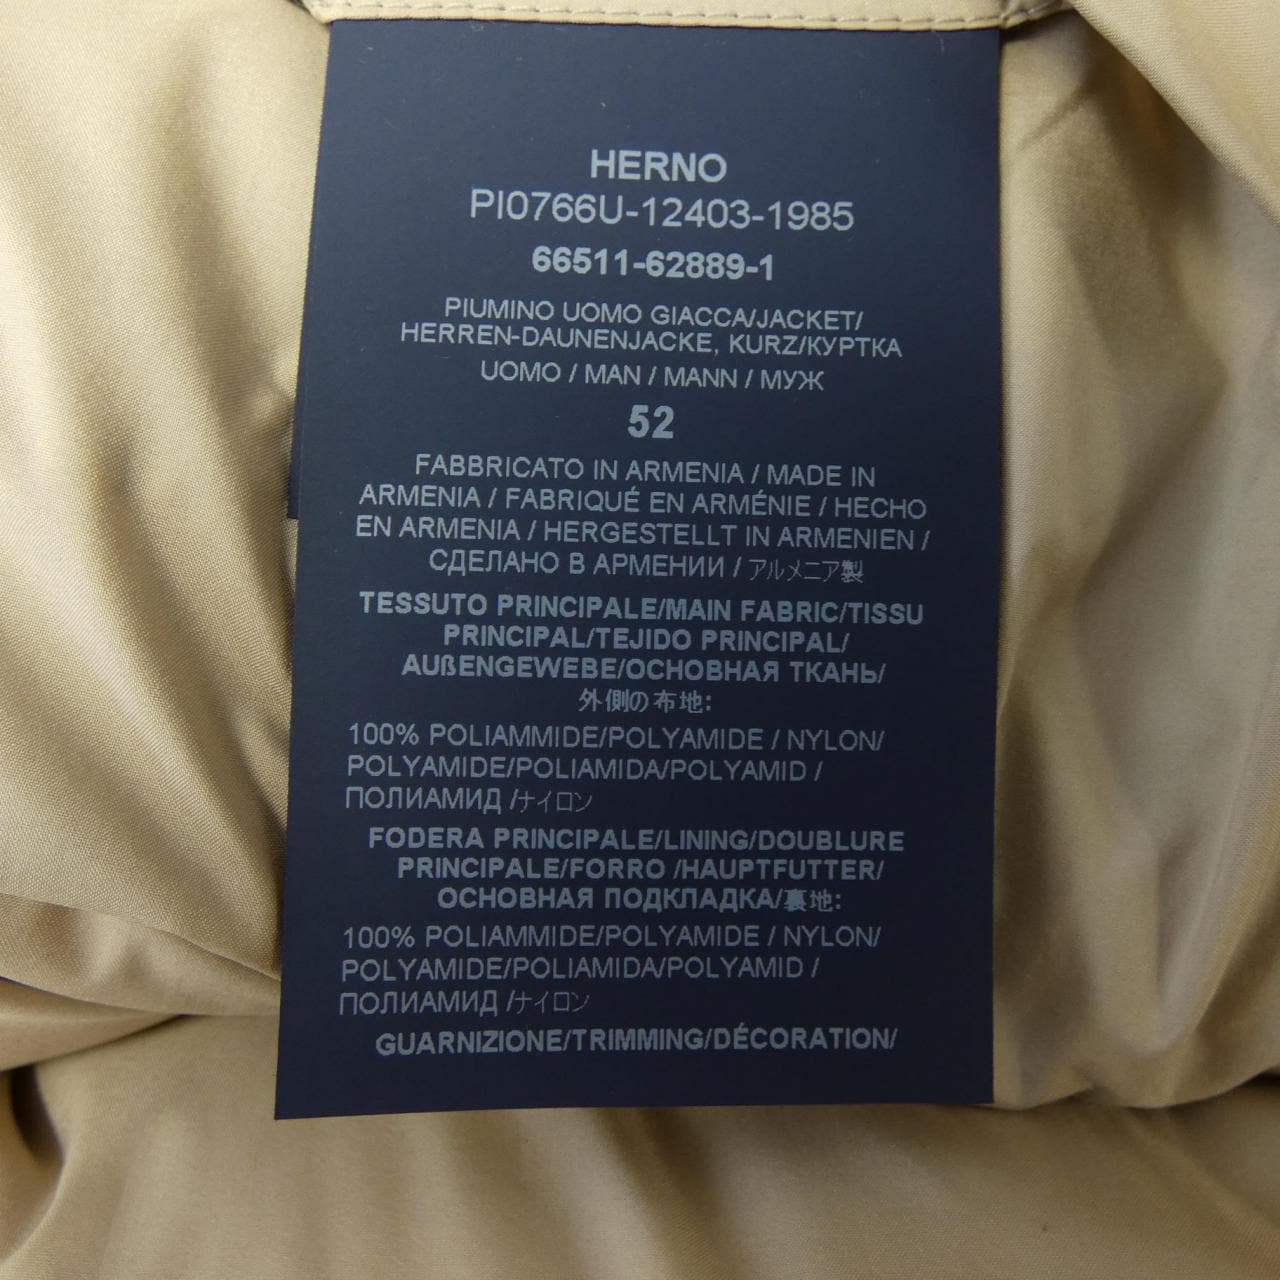 HERNO
PI0766U-12403-1985
66511-62889-1
PIUMINO UOMO GIACCA/JACKET/
HERREN-DAUNENJACKE, KURZ/КУРТКА
UOMO / MAN / MANN / МУЖ
52
FABBRICATO IN ARMENIA / MADE IN
ARMENIA / FABRIQUÉ EN ARMÉNIE / HECHO
EN ARMENIA / HERGESTELLT IN ARMENIEN /
СДЕЛАНО В АРМЕНИИ / アルメニア製
TESSUTO PRINCIPALE/MAIN FABRIC/TISSU
PRINCIPAL/TEJIDO PRINCIPAL/
AUßENGEWEBE/ОСНОВНАЯ ТКАНЬ/
外側の布地:
100% POLIAMMIDE/POLYAMIDE / NYLON/
POLYAMIDE/POLIAMIDA/POLYAMID /
ПОЛИАМИД /ナイロン
FODERA PRINCIPALE/LINING/DOUBLURE
PRINCIPALE/FORRO /HAUPTFUTTER/
ОСНОВНАЯ ПОДКЛАДКА/裏地:
100% POLIAMMIDE/POLYAMIDE / NYLON/
POLYAMIDE/POLIAMIDA/POLYAMID /
ПОЛИАМИД /ナイロン
GUARNIZIONE/TRIMMING/DÉCORATION/